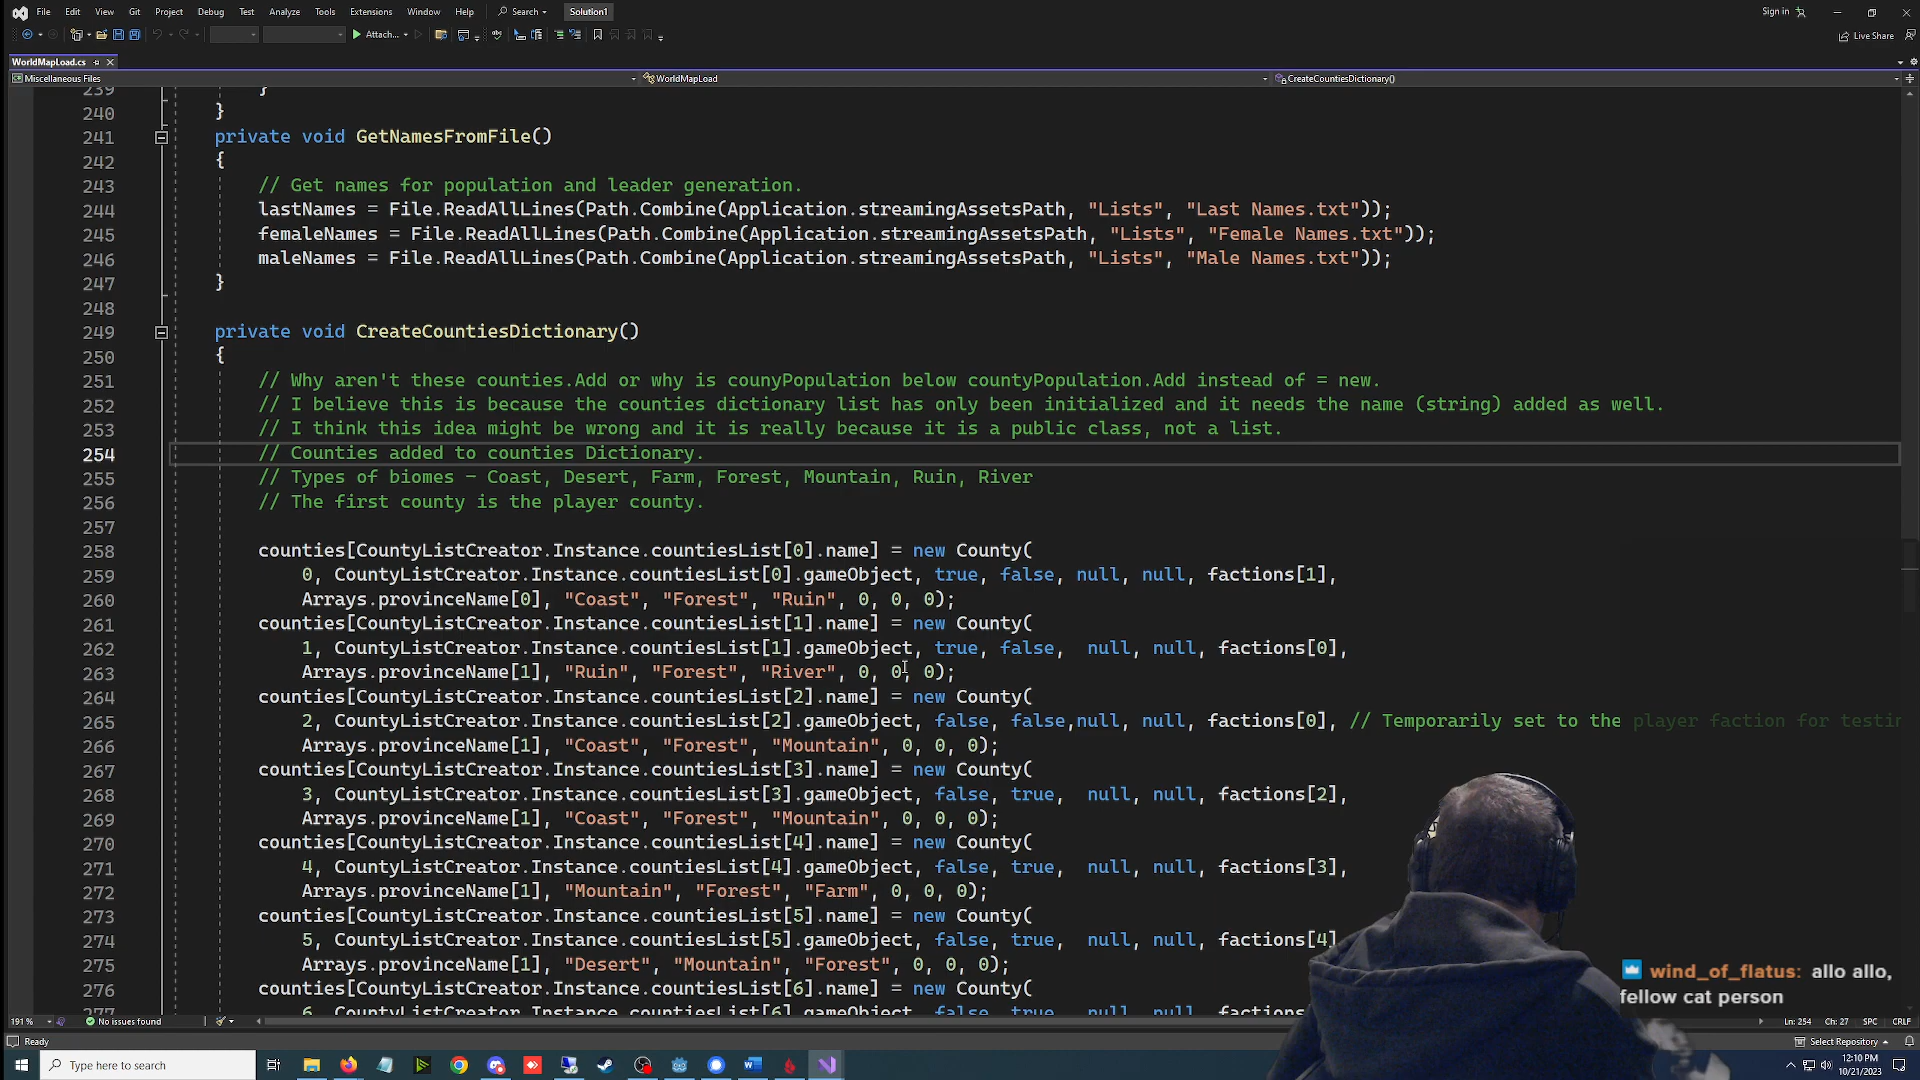 File Edit View Git Project Debug Test Analyze Tools Extensions Window Help Search Solution1 Sign in
Attach... Live Share
WorldMapLoad.cs
Miscellaneous Files WorldMapLoad CreateCountiesDictionary()
239 }
240 }
241 private void GetNamesFromFile()
242 {
243 // Get names for population and leader generation.
244 lastNames = File.ReadAllLines(Path.Combine(Application.streamingAssetsPath, "Lists", "Last Names.txt"));
245 femaleNames = File.ReadAllLines(Path.Combine(Application.streamingAssetsPath, "Lists", "Female Names.txt"));
246 maleNames = File.ReadAllLines(Path.Combine(Application.streamingAssetsPath, "Lists", "Male Names.txt"));
247 }
248
249 private void CreateCountiesDictionary()
250 {
251 // Why aren't these counties.Add or why is counyPopulation below countyPopulation.Add instead of = new.
252 // I believe this is because the counties dictionary list has only been initialized and it needs the name (string) added as well.
253 // I think this idea might be wrong and it is really because it is a public class, not a list.
254 // Counties added to counties Dictionary.
255 // Types of biomes - Coast, Desert, Farm, Forest, Mountain, Ruin, River
256 // The first county is the player county.
257
258 counties[CountyListCreator.Instance.countiesList[0].name] = new County(
259 0, CountyListCreator.Instance.countiesList[0].gameObject, true, false, null, null, factions[1],
260 Arrays.provinceName[0], "Coast", "Forest", "Ruin", 0, 0, 0);
261 counties[CountyListCreator.Instance.countiesList[1].name] = new County(
262 1, CountyListCreator.Instance.countiesList[1].gameObject, true, false, null, null, factions[0],
263 Arrays.provinceName[1], "Ruin", "Forest", "River", 0, 0, 0);
264 counties[CountyListCreator.Instance.countiesList[2].name] = new County(
265 2, CountyListCreator.Instance.countiesList[2].gameObject, false, false,null, null, factions[0], // Temporarily set to the player faction for testin
266 Arrays.provinceName[1], "Coast", "Forest", "Mountain", 0, 0, 0);
267 counties[CountyListCreator.Instance.countiesList[3].name] = new County(
268 3, CountyListCreator.Instance.countiesList[3].gameObject, false, true, null, null, factions[2],
269 Arrays.provinceName[1], "Coast", "Forest", "Mountain", 0, 0, 0);
270 counties[CountyListCreator.Instance.countiesList[4].name] = new County(
271 4, CountyListCreator.Instance.countiesList[4].gameObject, false, true, null, null, factions[3],
272 Arrays.provinceName[1], "Mountain", "Forest", "Farm", 0, 0, 0);
273 counties[CountyListCreator.Instance.countiesList[5].name] = new County(
274 5, CountyListCreator.Instance.countiesList[5].gameObject, false, true, null, null, factions[4]
275 Arrays.provinceName[1], "Desert", "Mountain", "Forest", 0, 0, 0);
276 counties[CountyListCreator.Instance.countiesList[6].name] = new County(
277 6, CountyListCreator.Instance.countiesList[6].gameObject, false, true, null, null, factions
wind_of_flatus: allo allo,
fellow cat person
191 % No issues found Ln: 254 Ch: 27 SPC CRLF
Ready Select Repository
Type here to search
12:10 PM
10/21/2023